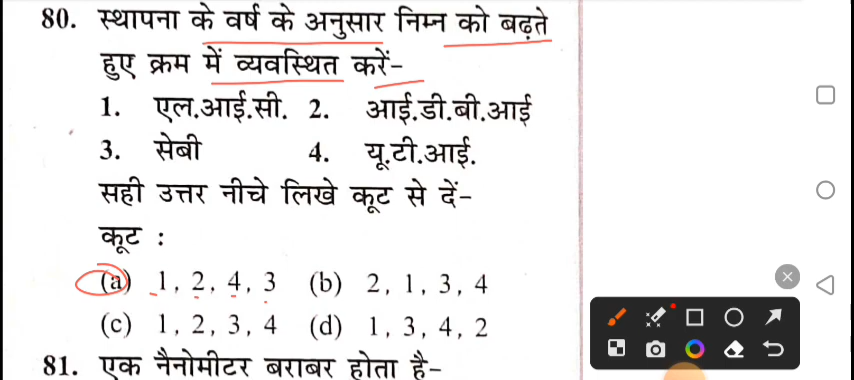 80. स्थापना के वर्ष के अनुसार निम्न को बढ़ते
हुए क्रम में व्यवस्थित करें-
1. एल.आई.सी. 2. आई.डी.बी.आई
3. सेबी 4. यू.टी.आई.
सही उत्तर नीचे लिखे कूट से दें-
कूट :
(a) 1, 2, 4, 3 (b) 2, 1, 3, 4
(c) 1, 2, 3, 4 (d) 1, 3, 4, 2
81. एक नैनोमीटर बराबर होता है-